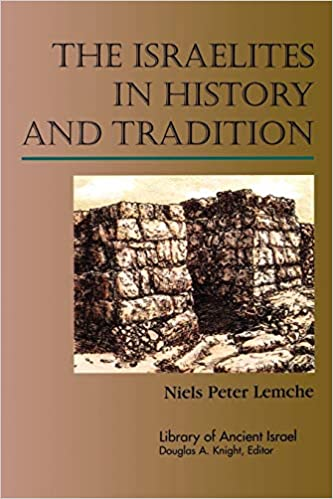 THE ISRAELITES
IN HISTORY
AND TRADITION
Niels Peter Lemche
Library of Ancient Israel
Douglas A. Knight, Editor